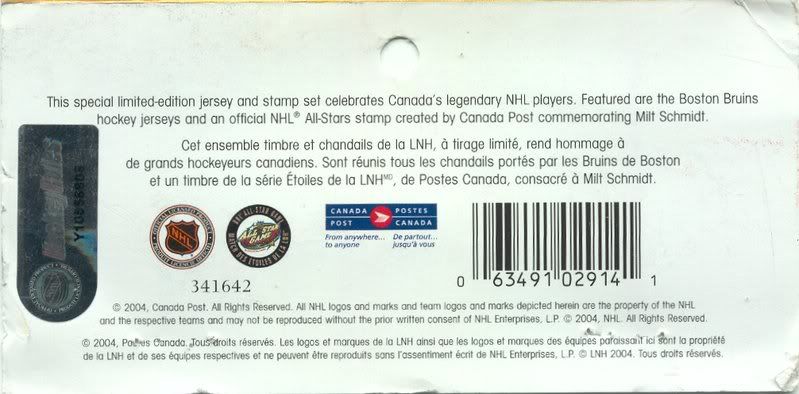 This special limited-edition jersey and stamp set celebrates Canada's legendary NHL players. Featured are the Boston Bruins
hockey jerseys and an official NHL® All-Stars stamp created by Canada Post commemorating Milt Schmidt.
Cet ensemble timbre et chandails de la LNH, à tirage limité, rend hommage à
de grands hockeyeurs canadiens. Sont réunis tous les chandails portés par les Bruins de Boston
et un timbre de la série Étoiles de la LNHᴹᴰ, de Postes Canada, consacré à Milt Schmidt.
NHL
ALL STAR GAME
MATCH DES ÉTOILES DE LA LNH
CANADA POST
POSTES CANADA
From anywhere... to anyone
De partout... jusqu'à vous
341642
0 63491 02914 1
© 2004, Canada Post. All Rights Reserved. All NHL logos and marks and team logos and marks depicted herein are the property of the NHL
and the respective teams and may not be reproduced without the prior written consent of NHL Enterprises, L.P. © 2004, NHL. All Rights Reserved.
© 2004, Postes Canada. Tous droits réservés. Les logos et marques de la LNH ainsi que les logos et marques des équipes paraissant ici sont la propriété
de la LNH et de ses équipes respectives et ne peuvent être reproduits sans l'assentiment écrit de NHL Enterprises, L.P. © LNH 2004. Tous droits réservés.